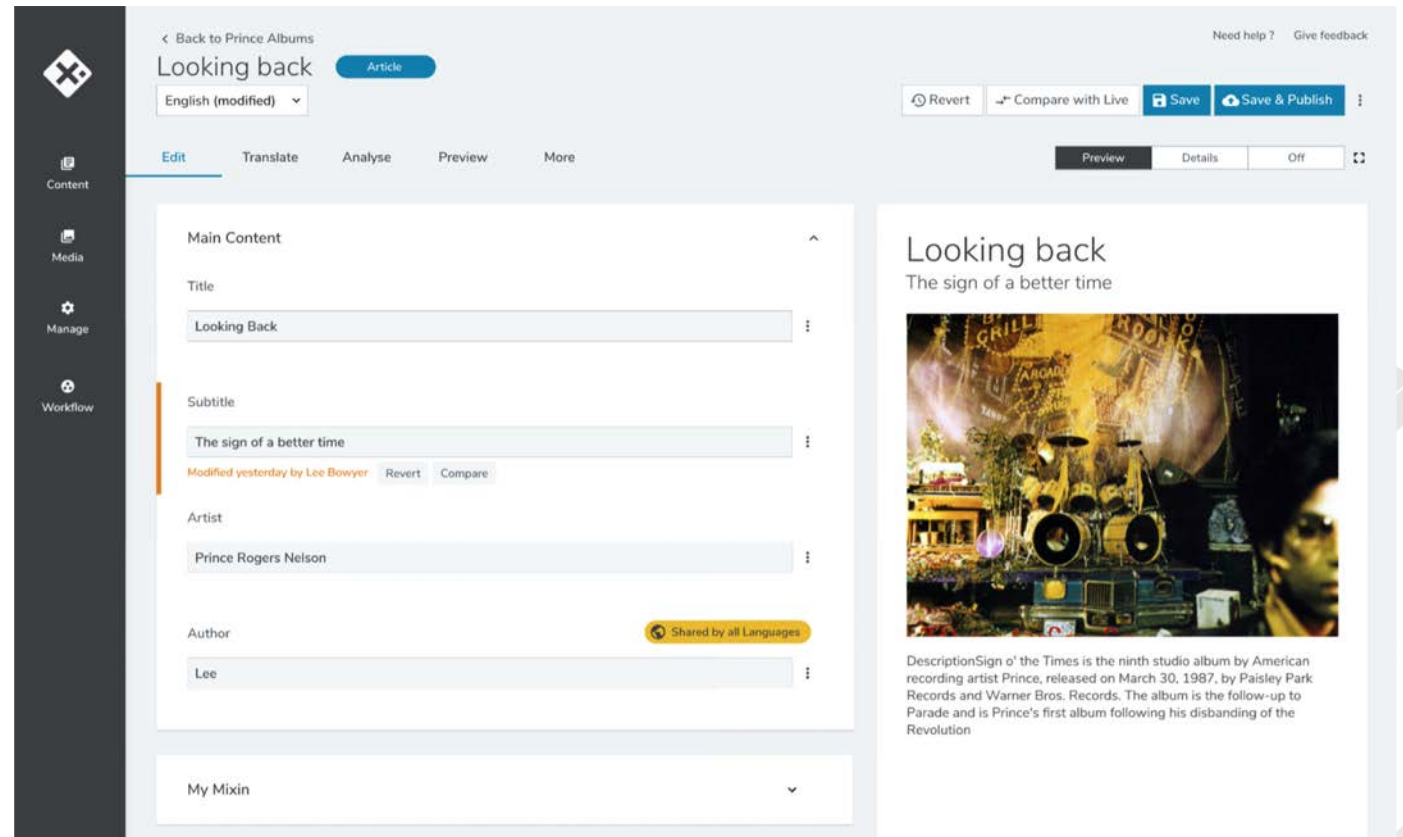 Back to Prince Albums
Need help ? Give feedback
Looking back Article
English (modified)
Revert Compare with Live Save Save & Publish
Edit Translate Analyse Preview More
Preview Details Off
Content
Media
Manage
Workflow
Main Content
Title
Looking Back
Subtitle
The sign of a better time
Modified yesterday by Lee Bowyer Revert Compare
Artist
Prince Rogers Nelson
Author Shared by all Languages
Lee
My Mixin
Looking back
The sign of a better time
GRILL
ARCADE
DescriptionSign o' the Times is the ninth studio album by American
recording artist Prince, released on March 30, 1987, by Paisley Park
Records and Warner Bros. Records. The album is the follow-up to
Parade and is Prince's first album following his disbanding of the
Revolution